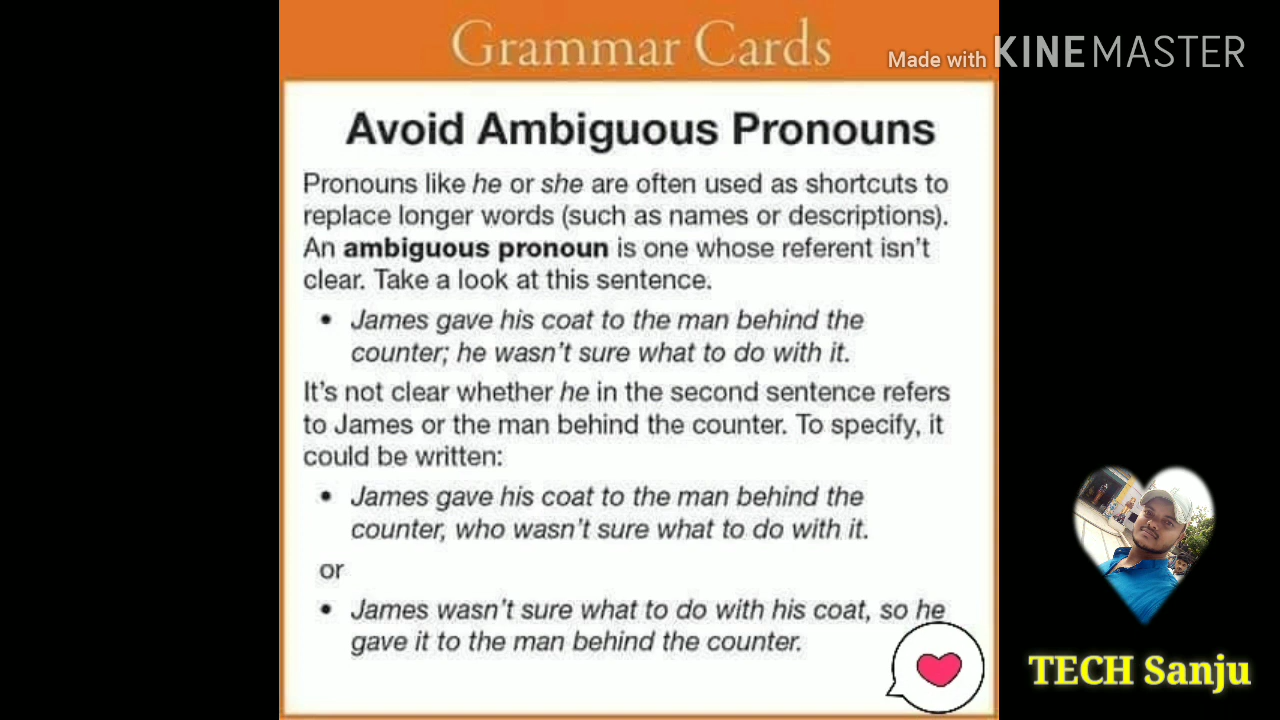 Grammar Cards
Made with KINEMASTER
Avoid Ambiguous Pronouns
Pronouns like he or she are often used as shortcuts to
replace longer words (such as names or descriptions).
An ambiguous pronoun is one whose referent isn't
clear. Take a look at this sentence.
• James gave his coat to the man behind the
counter; he wasn't sure what to do with it.
It's not clear whether he in the second sentence refers
to James or the man behind the counter. To specify, it
could be written:
• James gave his coat to the man behind the
counter, who wasn't sure what to do with it.
or
• James wasn't sure what to do with his coat, so he
gave it to the man behind the counter.
TECH Sanju